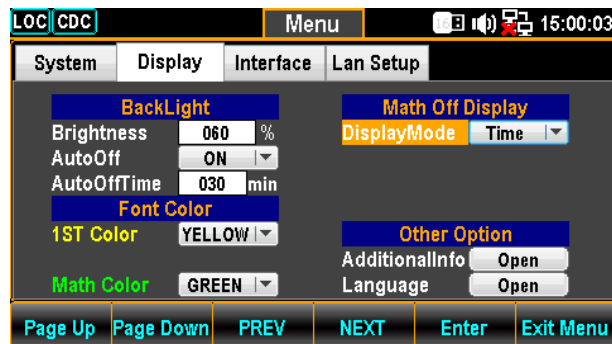 LOC CDC Menu 16 15:00:03
System Display Interface Lan Setup
BackLight
Brightness 060 %
AutoOff ON
AutoOffTime 030 min
Font Color
1ST Color YELLOW
Math Color GREEN
Math Off Display
DisplayMode Time
Other Option
AdditionalInfo Open
Language Open
Page Up Page Down PREV NEXT Enter Exit Menu